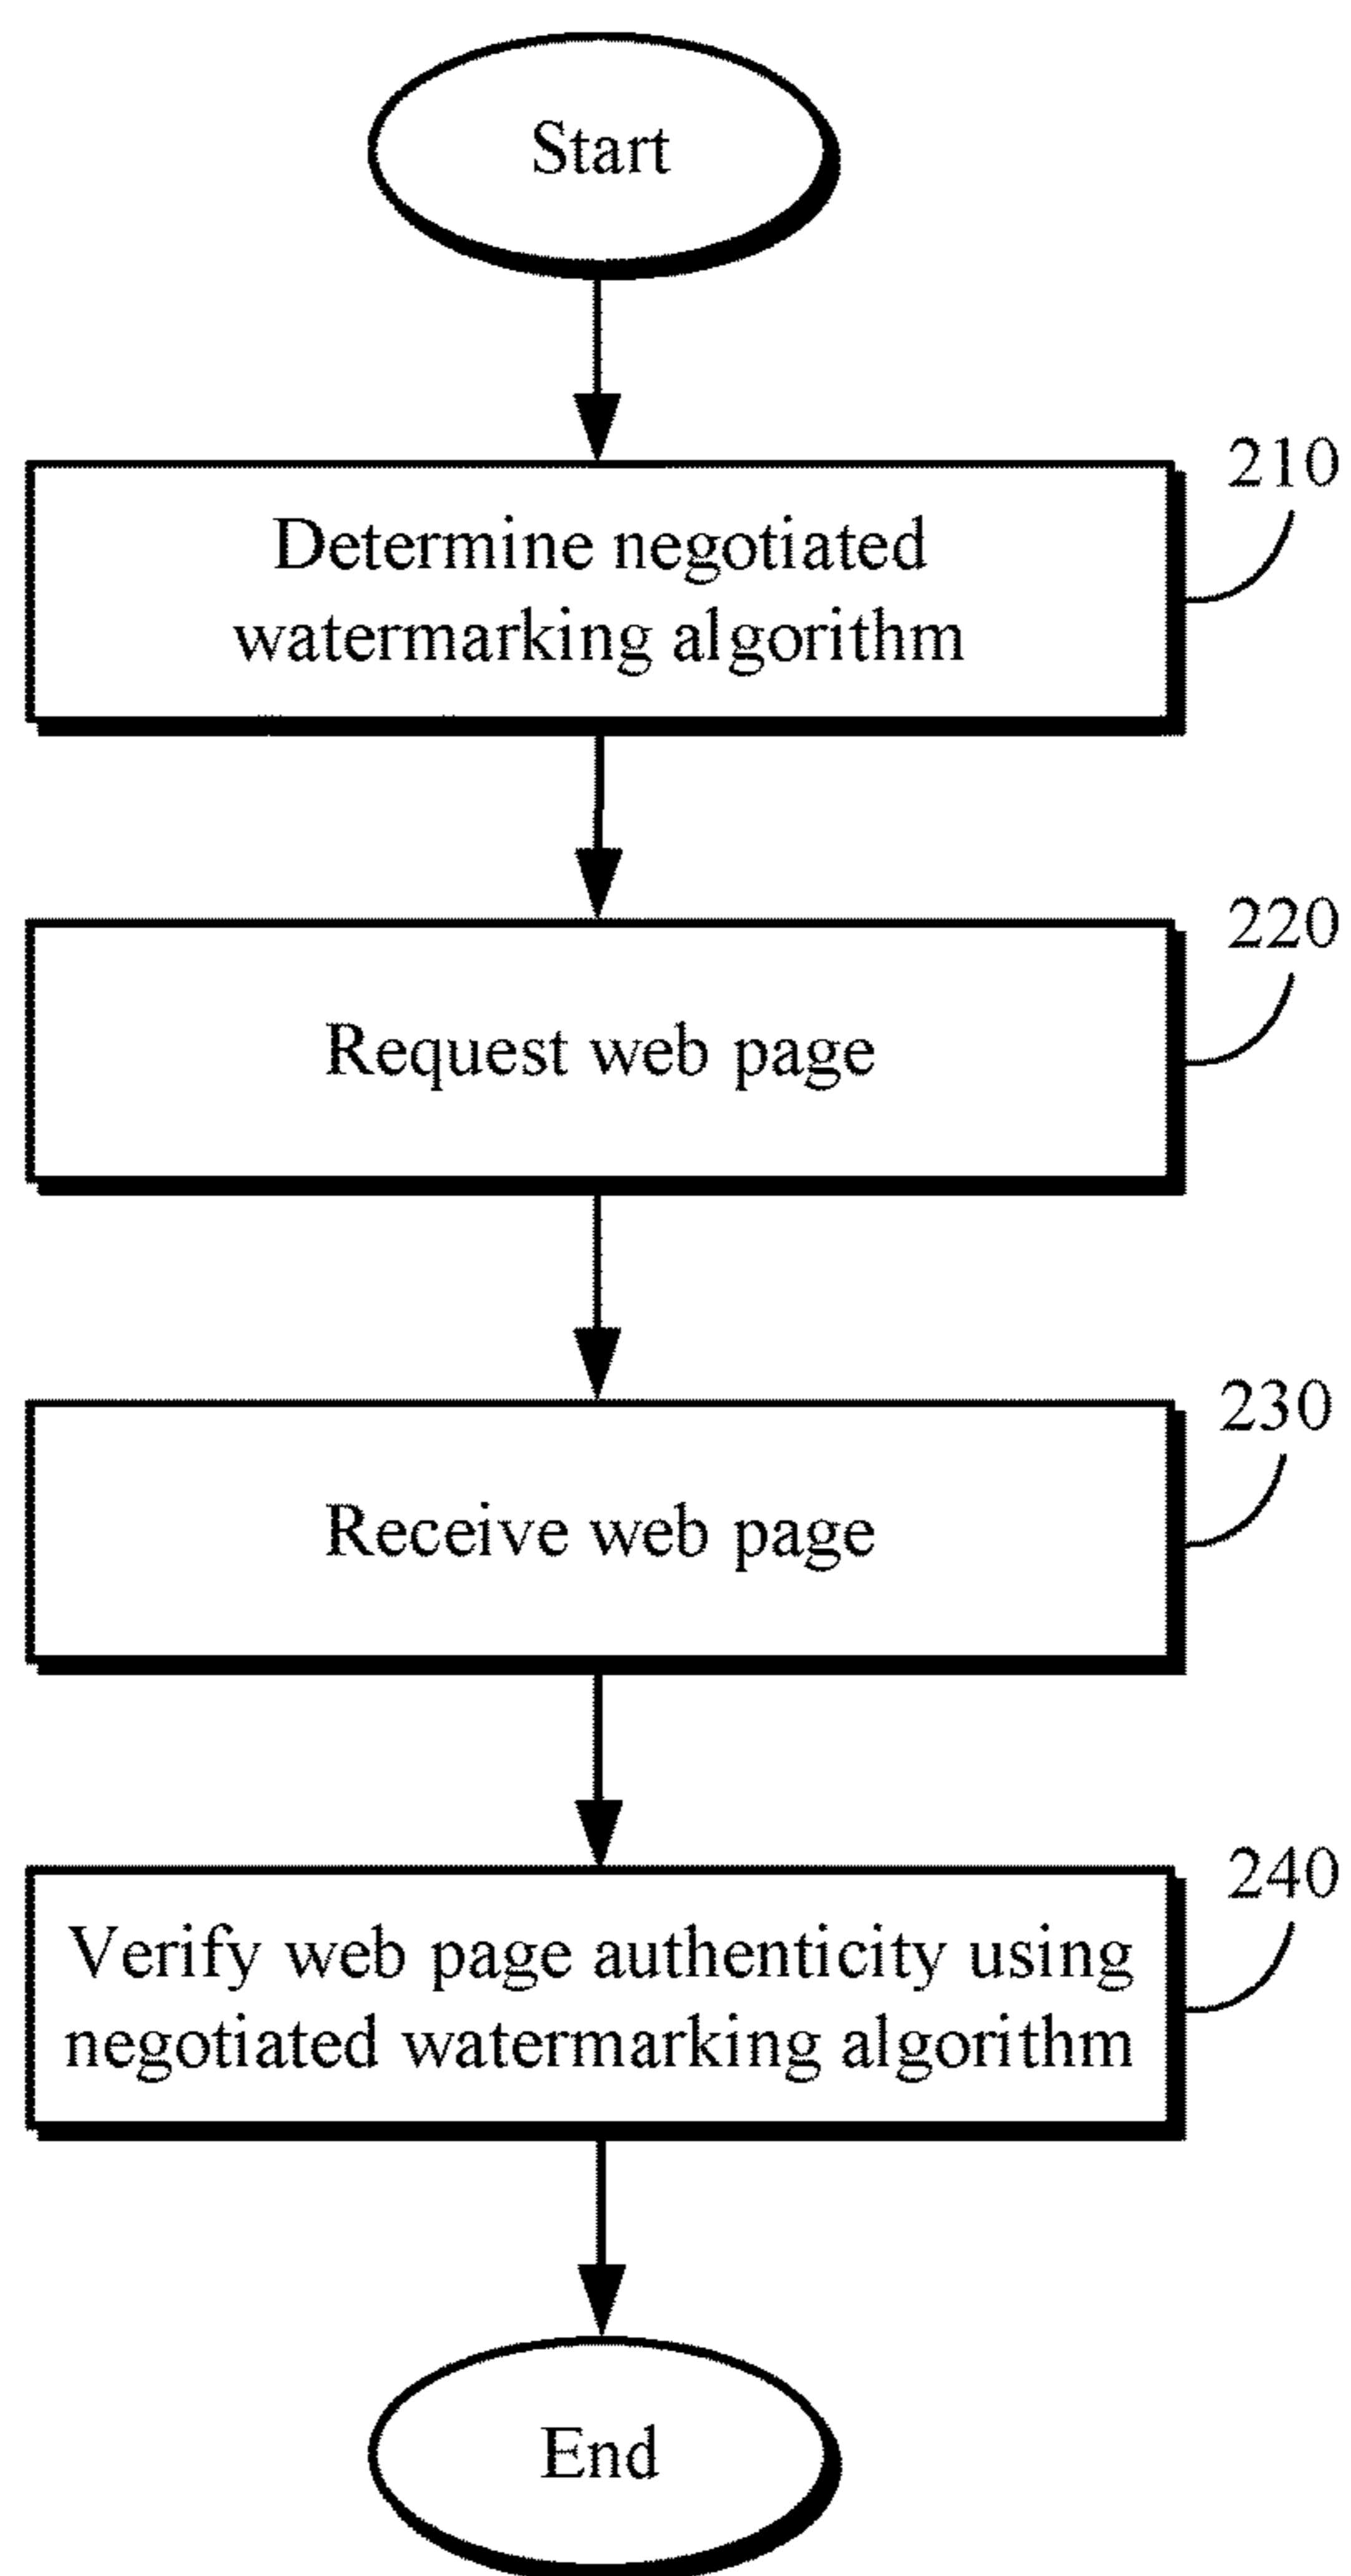 Start
210
Determine negotiated
watermarking algorithm
220
Request web page
230
Receive web page
240
Verify web page authenticity using
negotiated watermarking algorithm
End